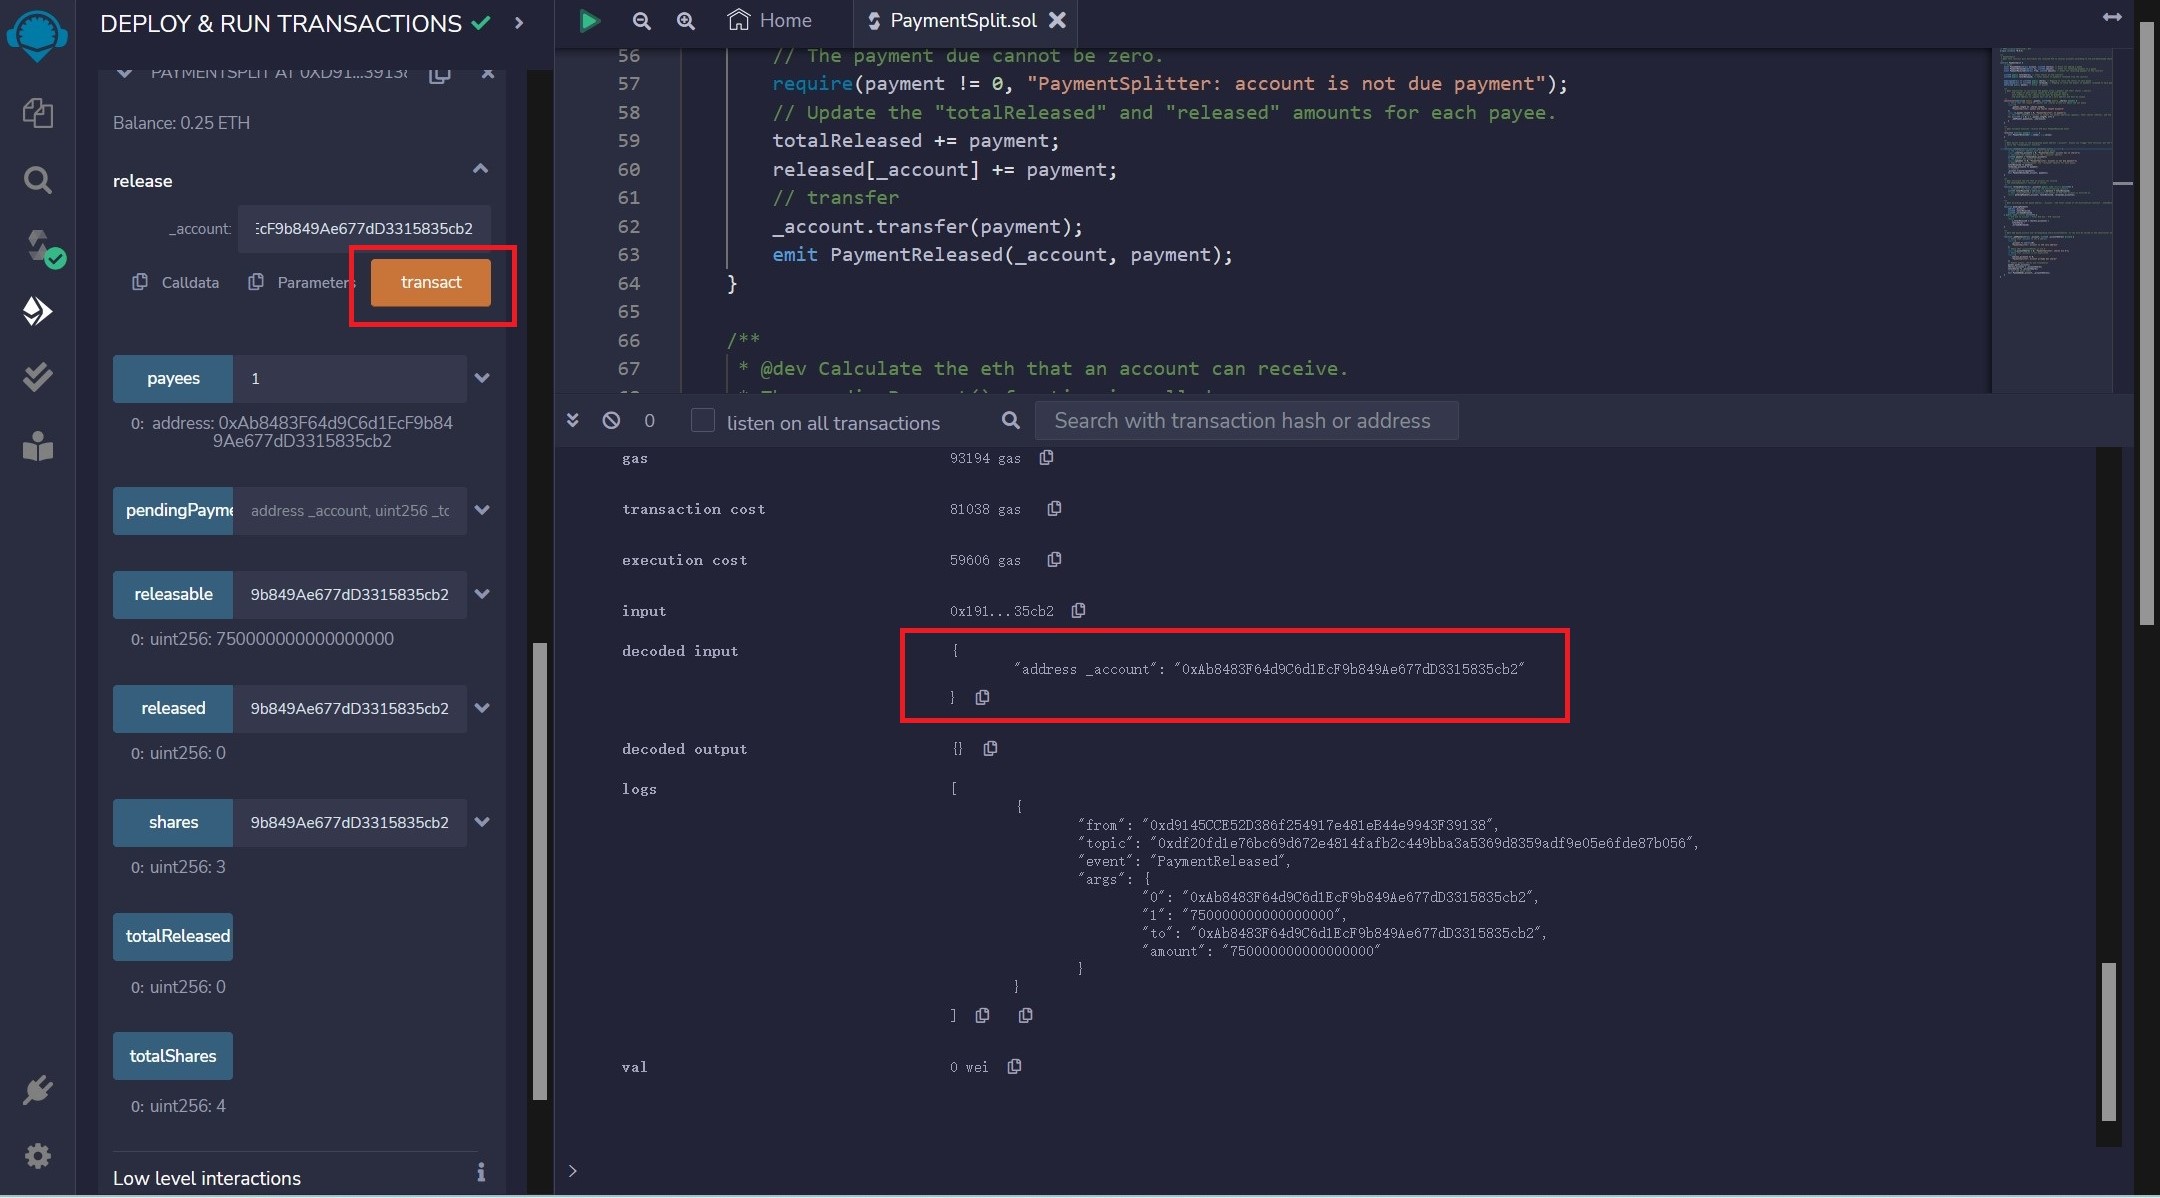 DEPLOY & RUN TRANSACTIONS
PAYMENTSPLIT AT 0XD91...39138
Balance: 0.25 ETH
release
_account:
EcF9b849Ae677dD3315835cb2
Calldata
Parameters
transact
payees
1
0: address: 0xAb8483F64d9C6d1EcF9b84
9Ae677dD3315835cb2
pendingPayme
address _account, uint256 _tc
releasable
9b849Ae677dD3315835cb2
0: uint256: 750000000000000000
released
9b849Ae677dD3315835cb2
0: uint256: 0
shares
9b849Ae677dD3315835cb2
0: uint256: 3
totalReleased
0: uint256: 0
totalShares
0: uint256: 4
Low level interactions
Home
PaymentSplit.sol
56 // The payment due cannot be zero.
57 require(payment != 0, "PaymentSplitter: account is not due payment");
58 // Update the "totalReleased" and "released" amounts for each payee.
59 totalReleased += payment;
60 released[_account] += payment;
61 // transfer
62 _account.transfer(payment);
63 emit PaymentReleased(_account, payment);
64 }
65
66 /**
67 * @dev Calculate the eth that an account can receive.
0
listen on all transactions
Search with transaction hash or address
gas 93194 gas
transaction cost 81038 gas
execution cost 59606 gas
input 0x191...35cb2
decoded input {
"address _account": "0xAb8483F64d9C6d1EcF9b849Ae677dD3315835cb2"
}
decoded output {}
logs [
{
"from": "0xd9145CCE52D386f254917e481eB44e9943F39138",
"topic": "0xdf20fd1e76bc69d672e4814fafb2c449bba3a5369d8359adf9e05e6fde87b056",
"event": "PaymentReleased",
"args": {
"0": "0xAb8483F64d9C6d1EcF9b849Ae677dD3315835cb2",
"1": "750000000000000000",
"to": "0xAb8483F64d9C6d1EcF9b849Ae677dD3315835cb2",
"amount": "750000000000000000"
}
}
]
val 0 wei
>